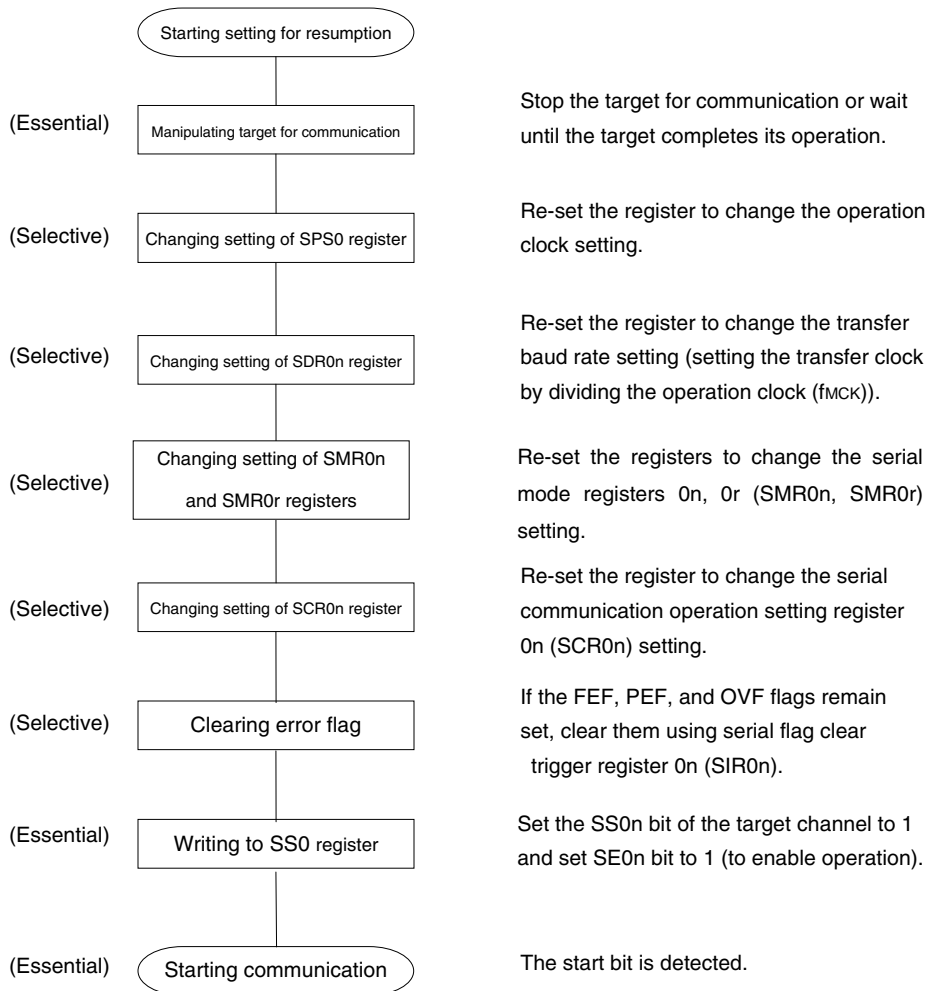 Starting setting for resumption
(Essential)
Manipulating target for communication
Stop the target for communication or wait
until the target completes its operation.
(Selective)
Changing setting of SPS0 register
Re-set the register to change the operation
clock setting.
(Selective)
Changing setting of SDR0n register
Re-set the register to change the transfer
baud rate setting (setting the transfer clock
by dividing the operation clock (fMCK)).
(Selective)
Changing setting of SMR0n
and SMR0r registers
Re-set the registers to change the serial
mode registers 0n, 0r (SMR0n, SMR0r)
setting.
(Selective)
Changing setting of SCR0n register
Re-set the register to change the serial
communication operation setting register
0n (SCR0n) setting.
(Selective)
Clearing error flag
If the FEF, PEF, and OVF flags remain
set, clear them using serial flag clear
trigger register 0n (SIR0n).
(Essential)
Writing to SS0 register
Set the SS0n bit of the target channel to 1
and set SE0n bit to 1 (to enable operation).
(Essential)
Starting communication
The start bit is detected.